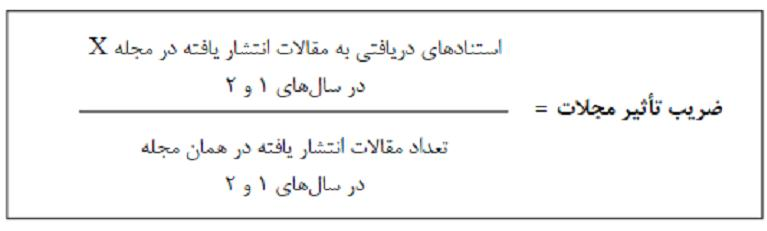 استنادهای دریافتی به مقالات انتشار یافته در مجله X
در سال‌های ۱ و ۲
ضریب تأثیر مجلات =
تعداد مقالات انتشار یافته در همان مجله
در سال‌های ۱ و ۲